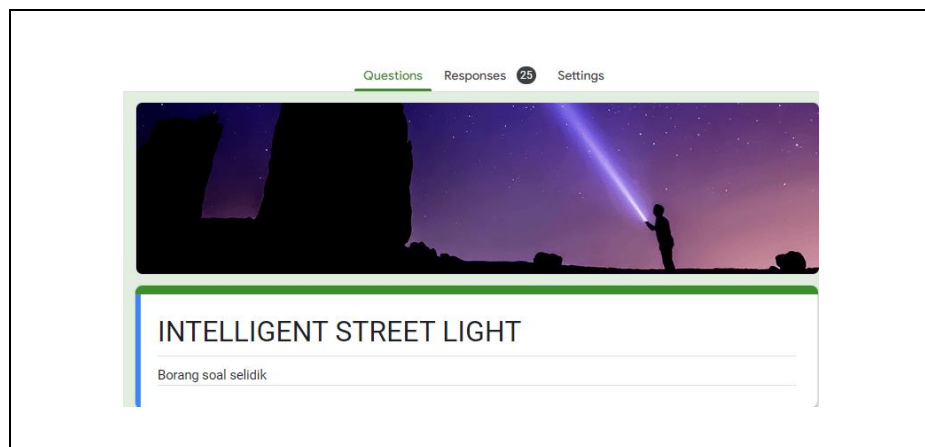 Questions Responses 25 Settings
INTELLIGENT STREET LIGHT
Borang soal selidik